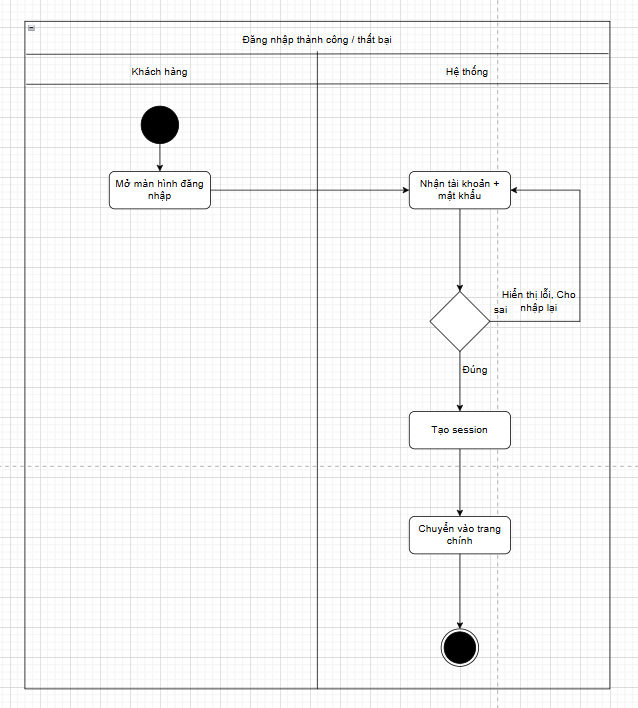 Đăng nhập thành công / thất bại
Khách hàng
Hệ thống
Mở màn hình đăng
nhập
Nhận tài khoản +
mật khẩu
Hiển thị lỗi, Cho
nhập lại
sai
Đúng
Tạo session
Chuyển vào trang
chính